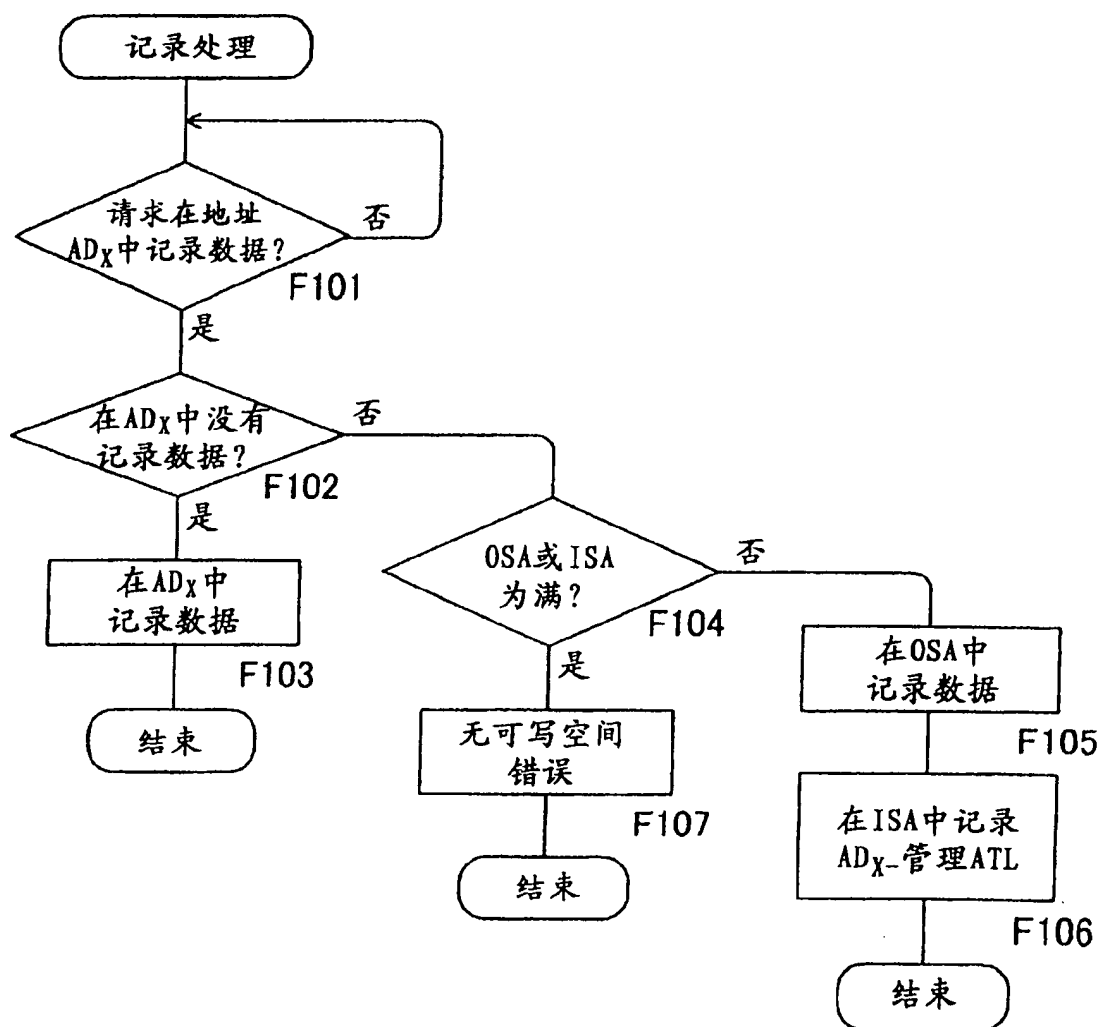 记录处理
请求在地址
ADX中记录数据?
否
F101
是
在ADX中没有
记录数据?
否
F102
是
在ADX中
记录数据
F103
结束
OSA或ISA
为满?
否
F104
是
无可写空间
错误
F107
结束
在OSA中
记录数据
F105
在ISA中记录
ADX-管理ATL
F106
结束